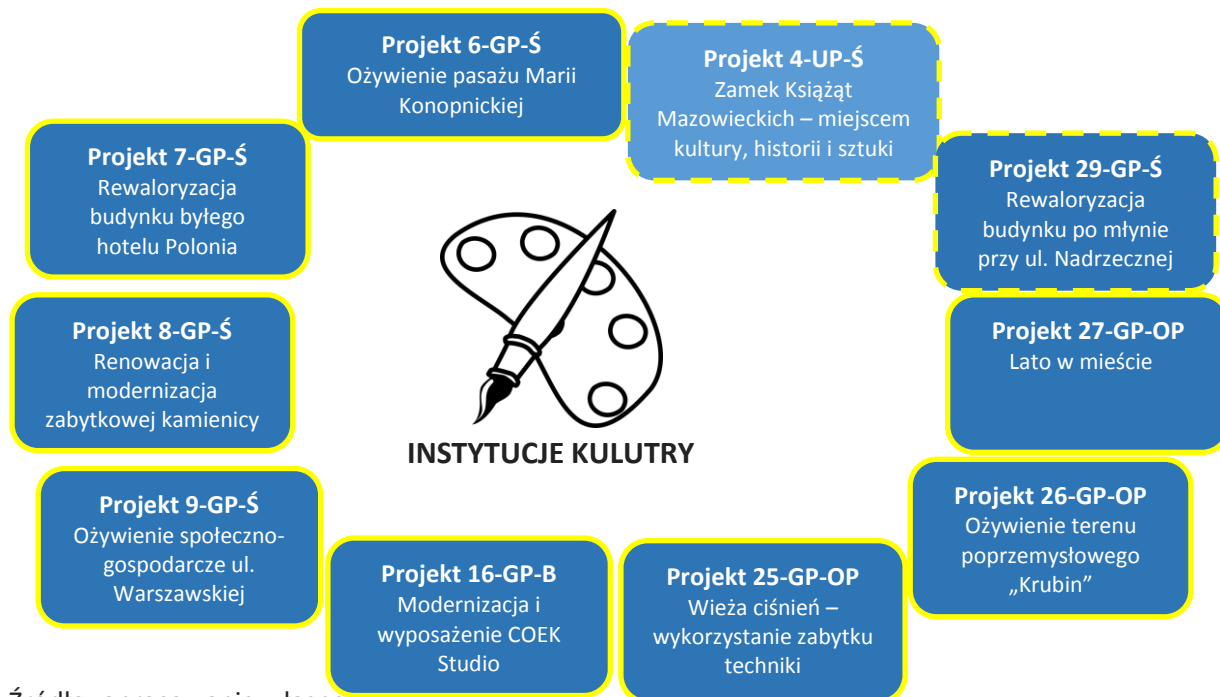 Projekt 6-GP-Ś
Ożywienie pasażu Marii
Konopnickiej
Projekt 4-UP-Ś
Zamek Książąt
Mazowieckich – miejscem
kultury, historii i sztuki
Projekt 7-GP-Ś
Rewaloryzacja
budynku byłego
hotelu Polonia
Projekt 29-GP-Ś
Rewaloryzacja
budynku po młynie
przy ul. Nadrzecznej
Projekt 8-GP-Ś
Renowacja i
modernizacja
zabytkowej kamienicy
Projekt 27-GP-OP
Lato w mieście
INSTYTUCJE KULUTRY
Projekt 9-GP-Ś
Ożywienie społeczno-
gospodarcze ul.
Warszawskiej
Projekt 26-GP-OP
Ożywienie terenu
poprzemysłowego
„Krubin”
Projekt 16-GP-B
Modernizacja i
wyposażenie COEK
Studio
Projekt 25-GP-OP
Wieża ciśnień –
wykorzystanie zabytku
techniki